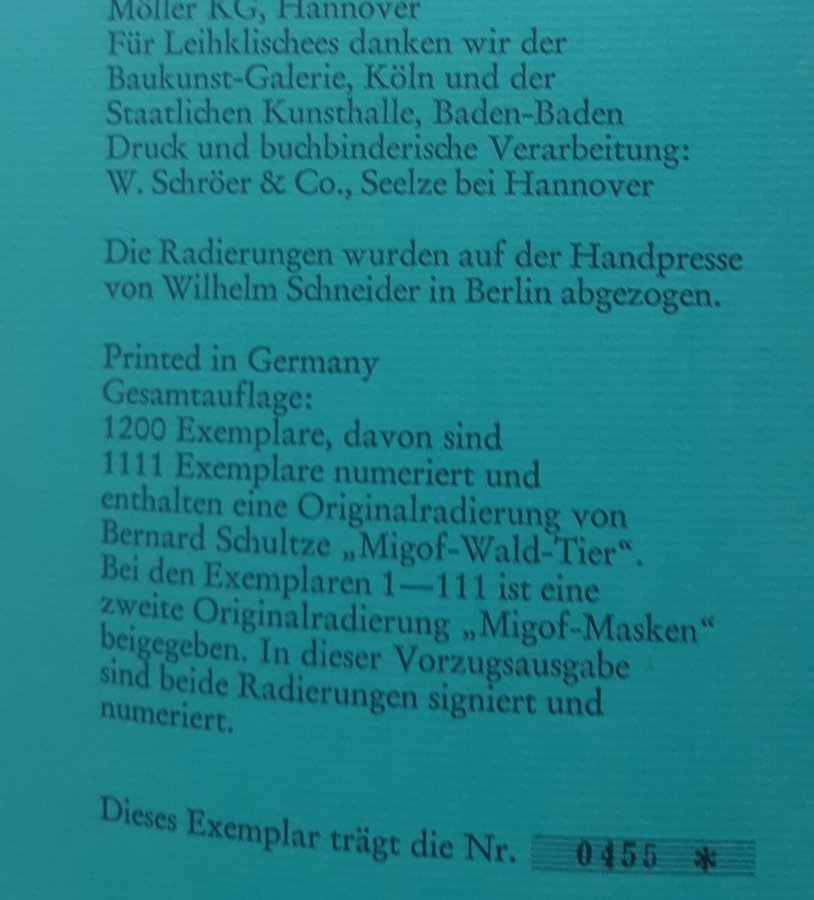 Möller KG, Hannover
Für Leihklischees danken wir der
Baukunst-Galerie, Köln und der
Staatlichen Kunsthalle, Baden-Baden
Druck und buchbinderische Verarbeitung:
W. Schröer & Co., Seelze bei Hannover
Die Radierungen wurden auf der Handpresse
von Wilhelm Schneider in Berlin abgezogen.
Printed in Germany
Gesamtauflage:
1200 Exemplare, davon sind
1111 Exemplare numeriert und
enthalten eine Originalradierung von
Bernard Schultze „Migof-Wald-Tier“.
Bei den Exemplaren 1—111 ist eine
zweite Originalradierung „Migof-Masken“
beigegeben. In dieser Vorzugsausgabe
sind beide Radierungen signiert und
numeriert.
Dieses Exemplar trägt die Nr. 0455 *